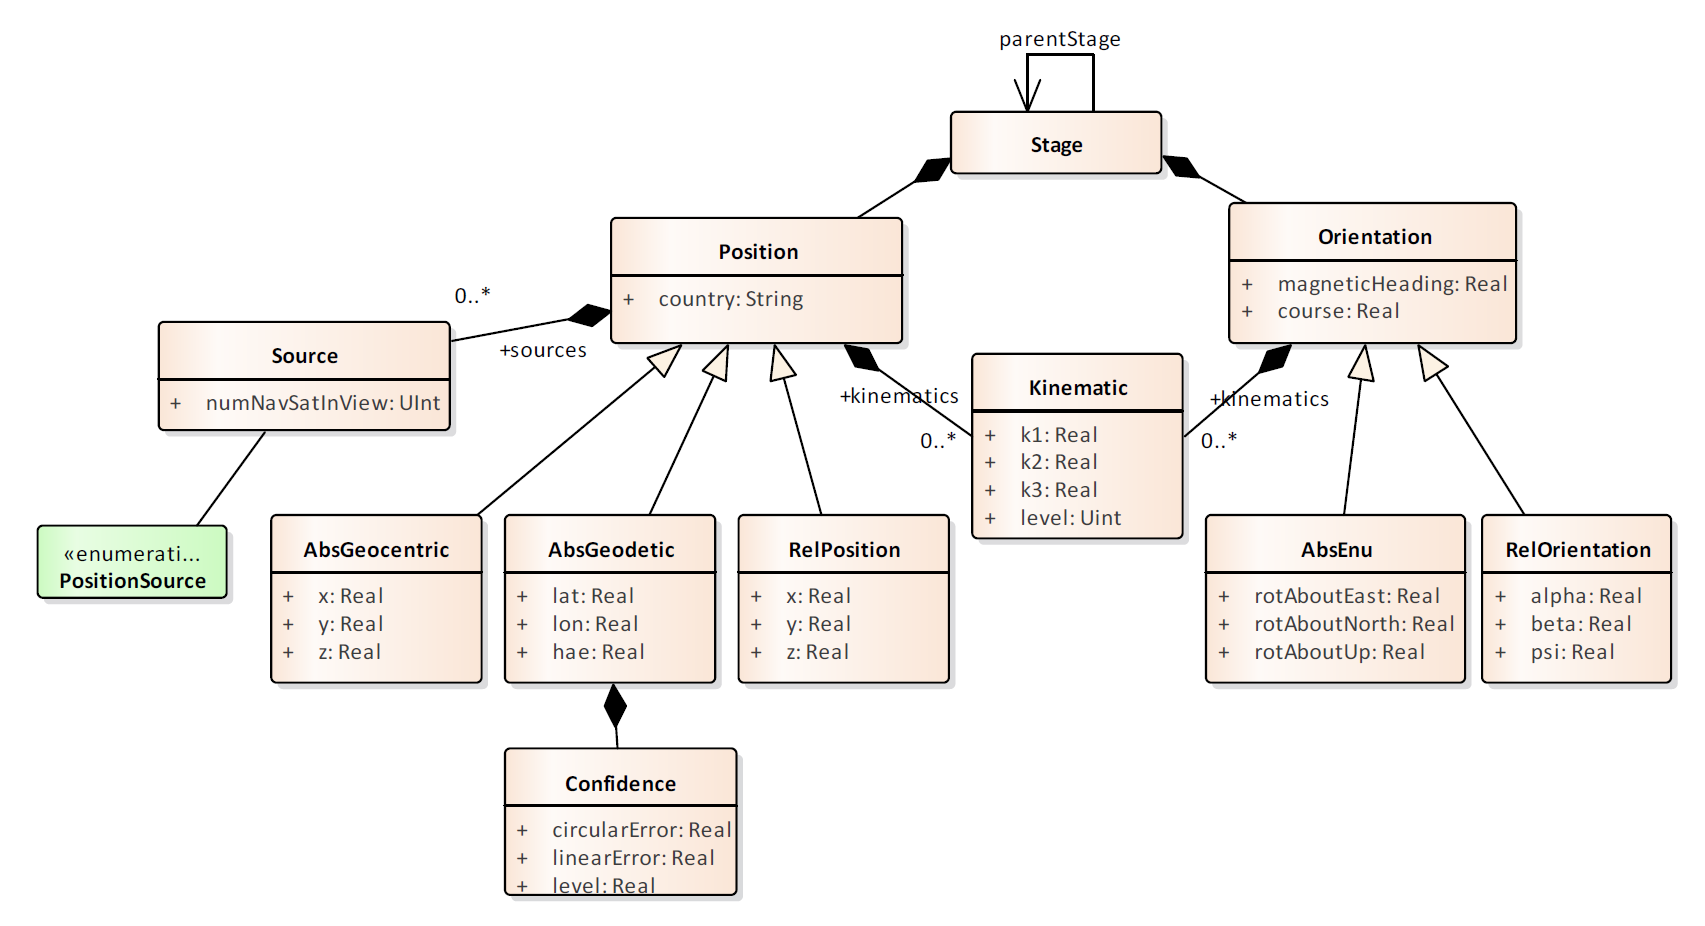 parentStage
Stage
Position
+ country: String
Orientation
+ magneticHeading: Real
+ course: Real
0..*
+sources
Source
+ numNavSatInView: UInt
+kinematics
0..*
Kinematic
+ k1: Real
+ k2: Real
+ k3: Real
+ level: Uint
+kinematics
0..*
«enumerati...
PositionSource
AbsGeocentric
+ x: Real
+ y: Real
+ z: Real
AbsGeodetic
+ lat: Real
+ lon: Real
+ hae: Real
RelPosition
+ x: Real
+ y: Real
+ z: Real
AbsEnu
+ rotAboutEast: Real
+ rotAboutNorth: Real
+ rotAboutUp: Real
RelOrientation
+ alpha: Real
+ beta: Real
+ psi: Real
Confidence
+ circularError: Real
+ linearError: Real
+ level: Real